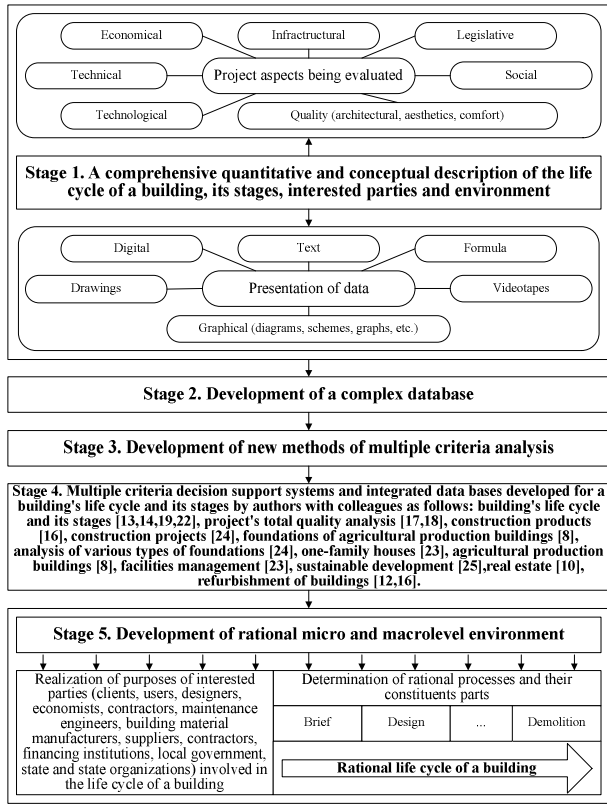 Economical
Infractructural
Legislative
Technical
Project aspects being evaluated
Social
Technological
Quality (architectural, aesthetics, comfort)
Stage 1. A comprehensive quantitative and conceptual description of the life
cycle of a building, its stages, interested parties and environment
Digital
Text
Formula
Drawings
Presentation of data
Videotapes
Graphical (diagrams, schemes, graphs, etc.)
Stage 2. Development of a complex database
Stage 3. Development of new methods of multiple criteria analysis
Stage 4. Multiple criteria decision support systems and integrated data bases developed for a
building's life cycle and its stages by authors with colleagues as follows: building's life cycle
and its stages [13,14,19,22], project's total quality analysis [17,18], construction products
[16], construction projects [24], foundations of agricultural production buildings [8],
analysis of various types of foundations [24], one-family houses [23], agricultural production
buildings [8], facilities management [23], sustainable development [25],real estate [10],
refurbishment of buildings [12,16].
Stage 5. Development of rational micro and macrolevel environment
Realization of purposes of interested
parties (clients, users, designers,
economists, contractors, maintenance
engineers, building material
manufacturers, suppliers, contractors,
financing institutions, local government,
state and state organizations) involved in
the life cycle of a building
Determination of rational processes and their
constituents parts
Brief
Design
...
Demolition
Rational life cycle of a building